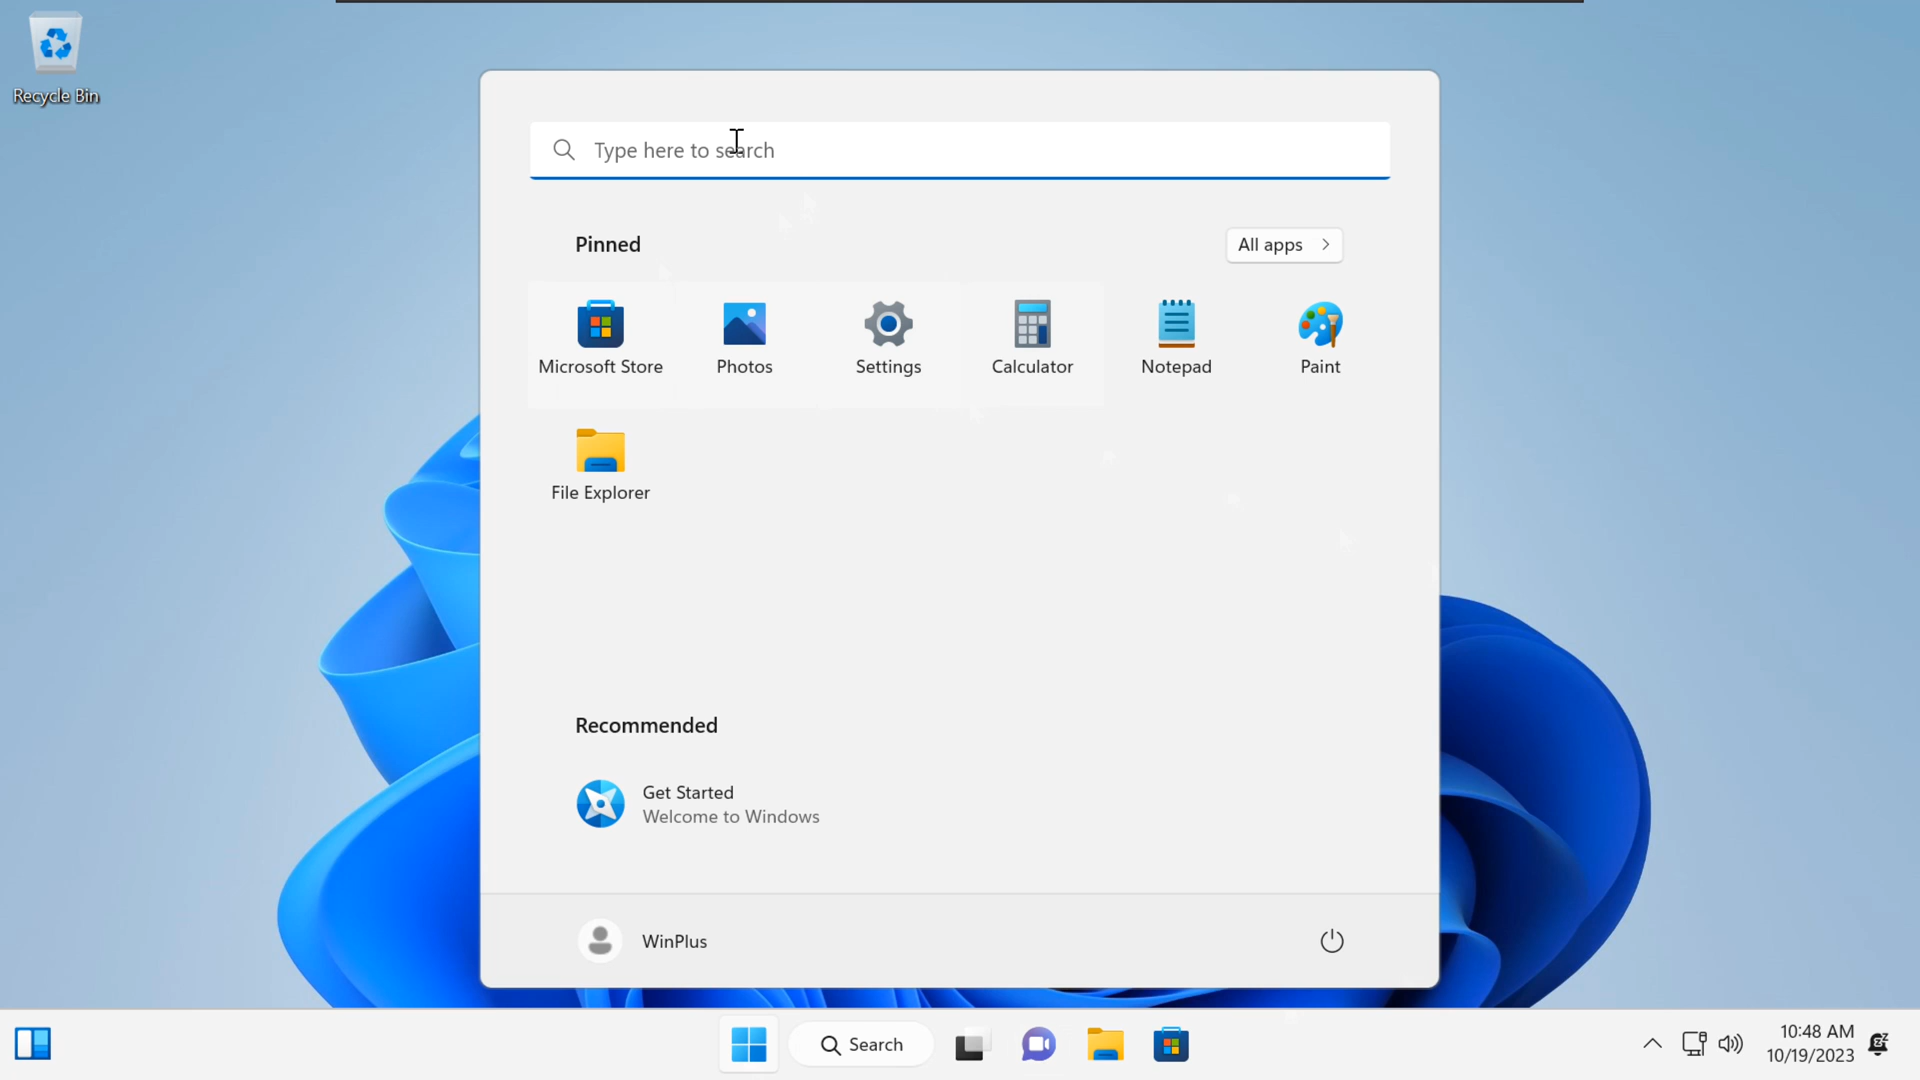 Recycle Bin
Type here to search
Pinned
All apps
Microsoft Store
Photos
Settings
Calculator
Notepad
Paint
File Explorer
Recommended
Get Started
Welcome to Windows
WinPlus
Search
10:48 AM
10/19/2023